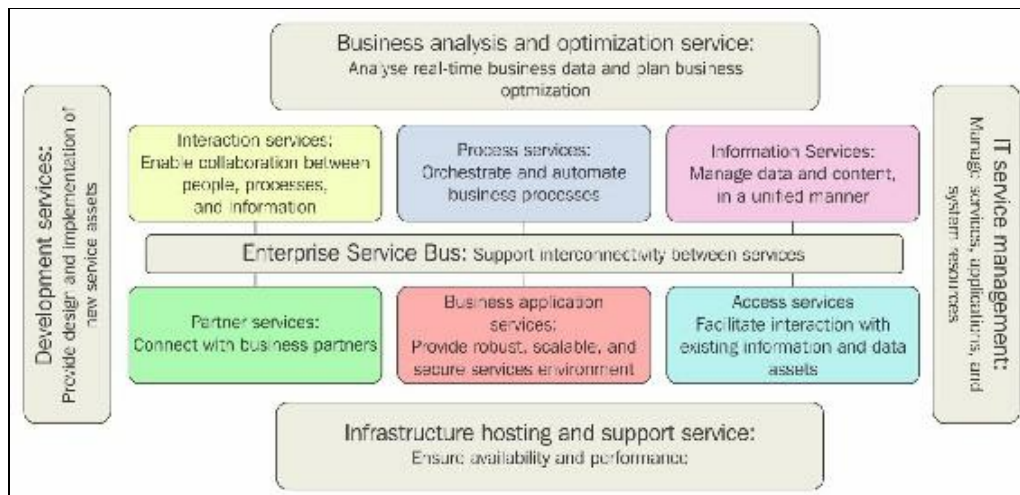 Business analysis and optimization service:
Analyse real-time business data and plan business
optmization
Development services:
Provide design and implementation of
new service assets
Interaction services:
Enable collaboration between
people, processes,
and information
Process services:
Orchestrate and automate
business processes
Information Services:
Manage data and content,
in a unified manner
IT service management:
Manage services, applications, and
system resources
Enterprise Service Bus: Support interconnectivity between services
Partner services:
Connect with business partners
Business application
services:
Provide robust, scalable, and
secure services environment
Access services
Facilitate interaction with
existing information and data
assets
Infrastructure hosting and support service:
Ensure availability and performance